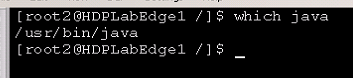 [root2@HDPLabEdge1 /]$ which java
/usr/bin/java
[root2@HDPLabEdge1 /]$ _